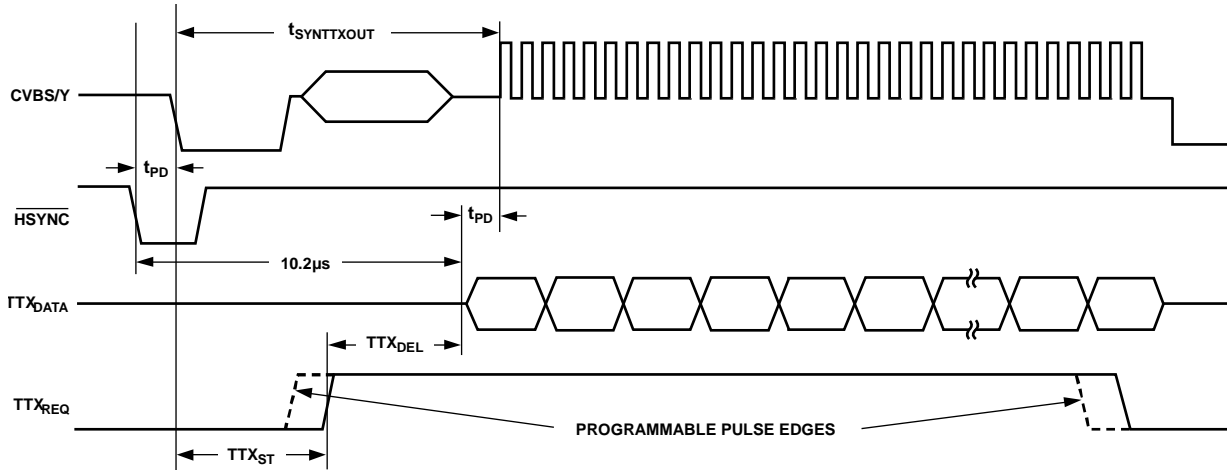 tSYNTTXOUT
CVBS/Y
tPD
HSYNC
tPD
10.2µs
TTXDATA
TTXDEL
TTXREQ
PROGRAMMABLE PULSE EDGES
TTXST